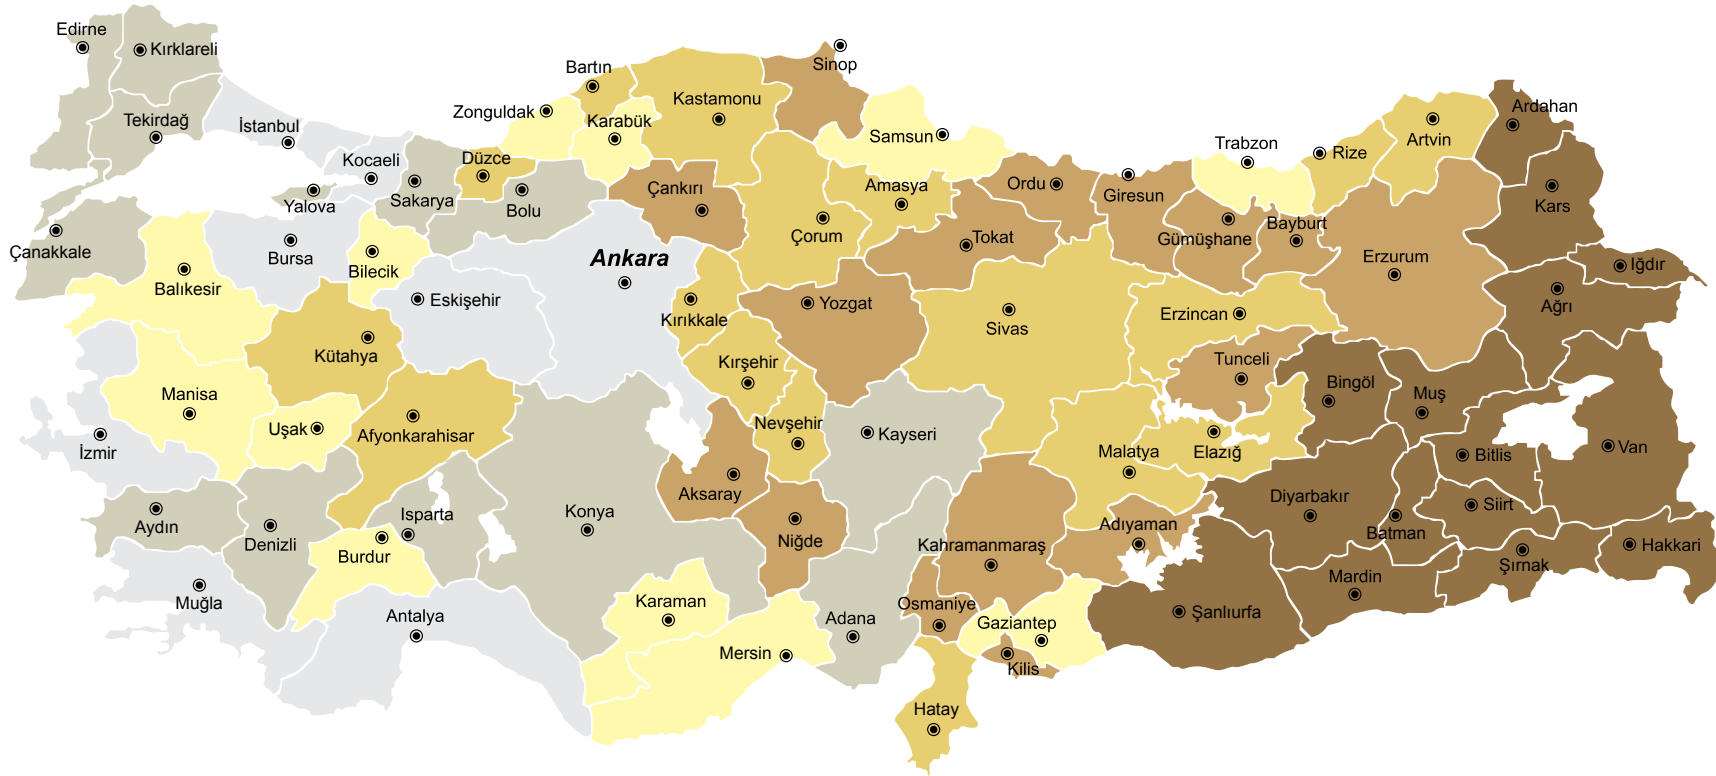 Edirne
Kırklareli
Tekirdağ
İstanbul
Kocaeli
Yalova
Sakarya
Düzce
Bolu
Zonguldak
Bartın
Karabük
Kastamonu
Sinop
Samsun
Çankırı
Amasya
Çorum
Ordu
Tokat
Giresun
Trabzon
Gümüşhane
Bayburt
Rize
Artvin
Ardahan
Kars
Iğdır
Ağrı
Erzurum
Erzincan
Çanakkale
Balıkesir
Bursa
Bilecik
Eskişehir
Ankara
Kırıkkale
Yozgat
Sivas
Kütahya
Kırşehir
Tunceli
Bingöl
Muş
Manisa
Uşak
Afyonkarahisar
İzmir
Nevşehir
Kayseri
Malatya
Elazığ
Bitlis
Van
Aksaray
Niğde
Konya
Isparta
Aydın
Denizli
Burdur
Diyarbakır
Batman
Siirt
Adıyaman
Kahramanmaraş
Şırnak
Hakkari
Mardin
Şanlıurfa
Muğla
Antalya
Karaman
Mersin
Adana
Osmaniye
Gaziantep
Kilis
Hatay